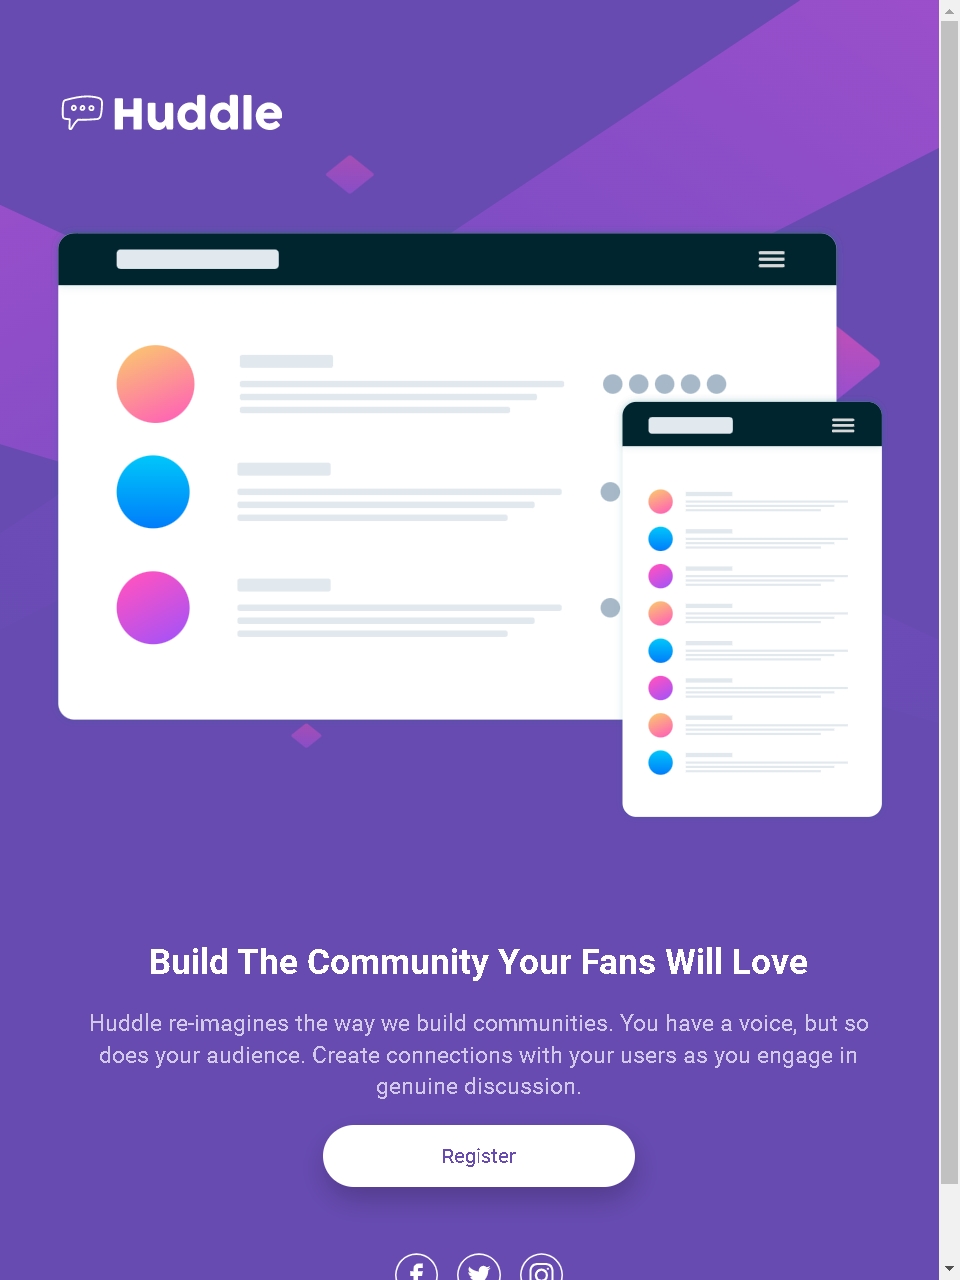 Huddle
Build The Community Your Fans Will Love
Huddle re-imagines the way we build communities. You have a voice, but so
does your audience. Create connections with your users as you engage in
genuine discussion.
Register